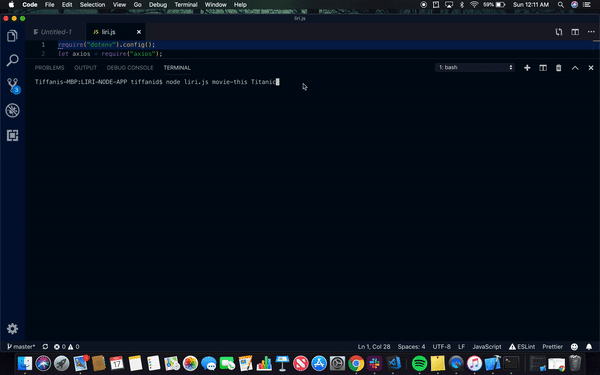 Code File Edit Selection View Go Debug Terminal Window Help 59% Sun 12:11 AM
liri.js
Untitled-1 JS liri.js
1 require("dotenv").config();
2 let axios = require("axios");
PROBLEMS OUTPUT DEBUG CONSOLE TERMINAL 1: bash
Tiffanis-MBP:LIRI-NODE-APP tiffanid$ node liri.js movie-this Titanic
3
master* 0 0 Ln 1, Col 28 Spaces: 4 UTF-8 LF JavaScript ESLint Prettier
17